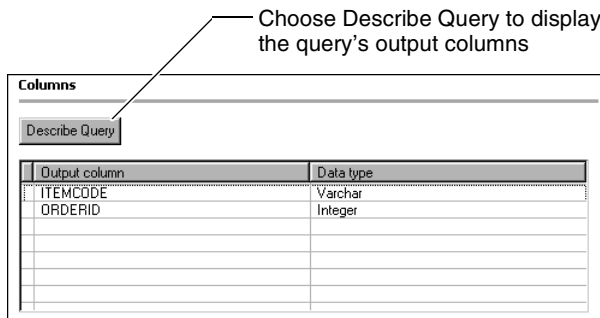 Choose Describe Query to display
the query's output columns
Columns
Describe Query
Output column Data type
ITEMCODE Varchar
ORDERID Integer